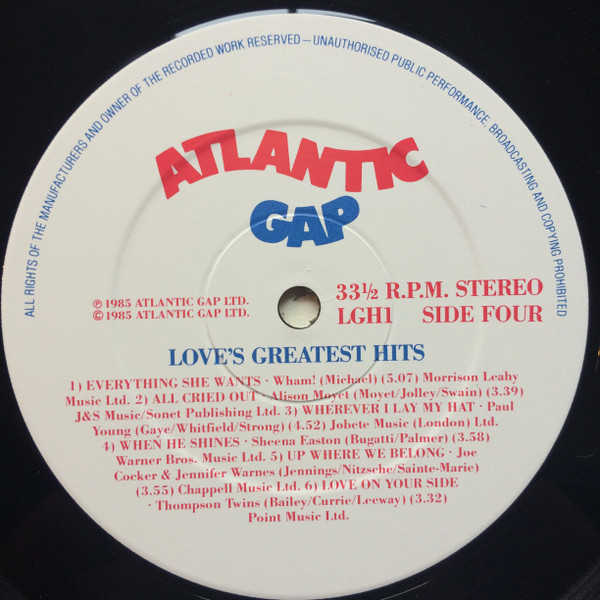 ALL RIGHTS OF THE MANUFACTURERS AND OWNER OF THE RECORDED WORK RESERVED – UNAUTHORISED PUBLIC PERFORMANCE, BROADCASTING AND COPYING PROHIBITED
ATLANTIC
GAP
℗ 1985 ATLANTIC GAP LTD.
© 1985 ATLANTIC GAP LTD.
33⅓ R.P.M. STEREO
LGH1 SIDE FOUR
LOVE'S GREATEST HITS
1) EVERYTHING SHE WANTS · Wham! (Michael) (5.07) Morrison Leahy
Music Ltd. 2) ALL CRIED OUT · Alison Moyet (Moyet/Jolley/Swain) (3.39)
J&S Music/Sonet Publishing Ltd. 3) WHEREVER I LAY MY HAT · Paul
Young (Gaye/Whitfield/Strong) (4.52) Jobete Music (London) Ltd.
4) WHEN HE SHINES · Sheena Easton (Bugatti/Palmer) (3.58)
Warner Bros. Music Ltd. 5) UP WHERE WE BELONG · Joe
Cocker & Jennifer Warnes (Jennings/Nitzsche/Sainte-Marie)
(3.55) Chappell Music Ltd. 6) LOVE ON YOUR SIDE
· Thompson Twins (Bailey/Currie/Leeway) (3.32)
Point Music Ltd.